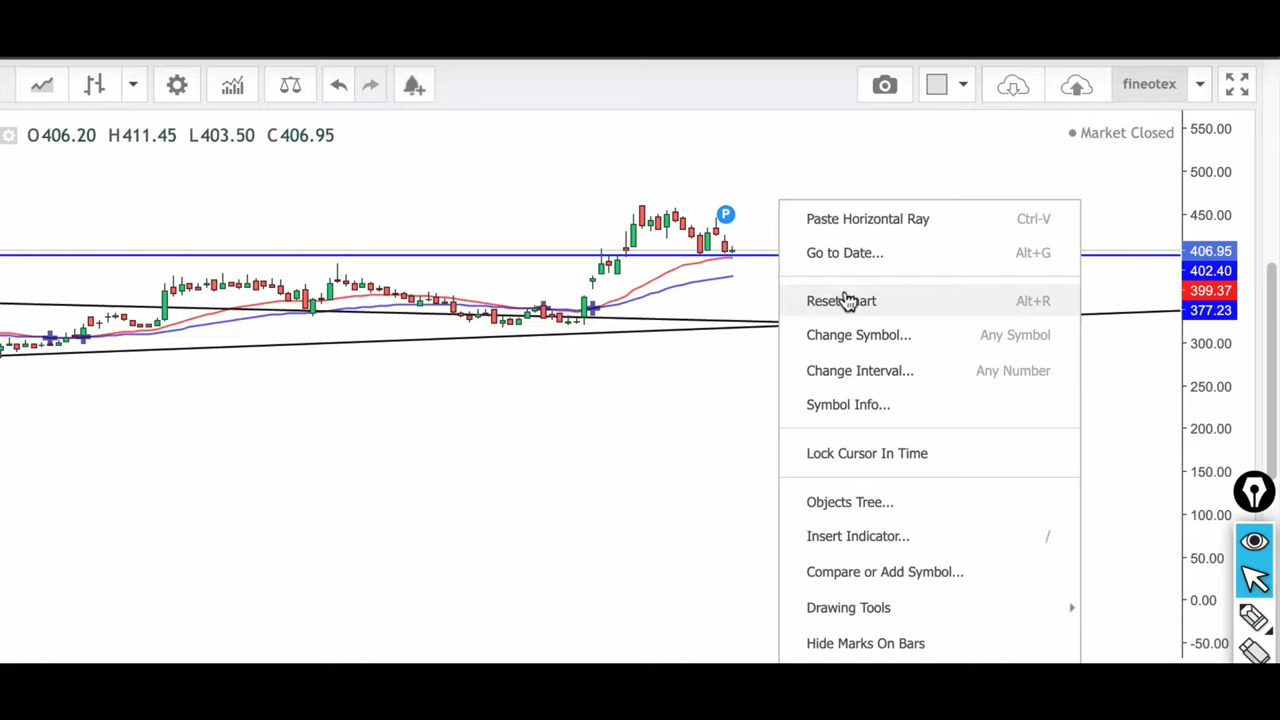 fineotex
O406.20 H411.45 L403.50 C406.95
Market Closed
550.00
500.00
450.00
406.95
402.40
399.37
377.23
300.00
250.00
200.00
150.00
100.00
50.00
0.00
-50.00
P
Paste Horizontal Ray Ctrl-V
Go to Date... Alt+G
Reset Chart Alt+R
Change Symbol... Any Symbol
Change Interval... Any Number
Symbol Info...
Lock Cursor In Time
Objects Tree...
Insert Indicator... /
Compare or Add Symbol...
Drawing Tools
Hide Marks On Bars